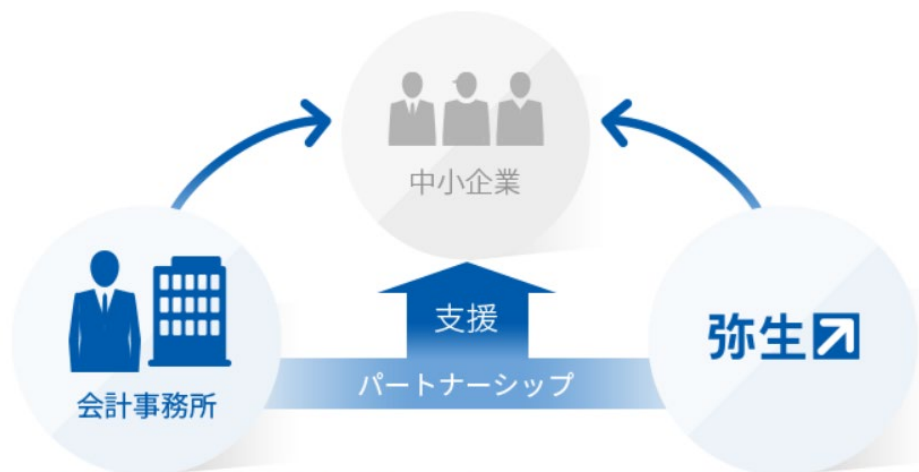 中小企業
支援
パートナーシップ
会計事務所
弥生